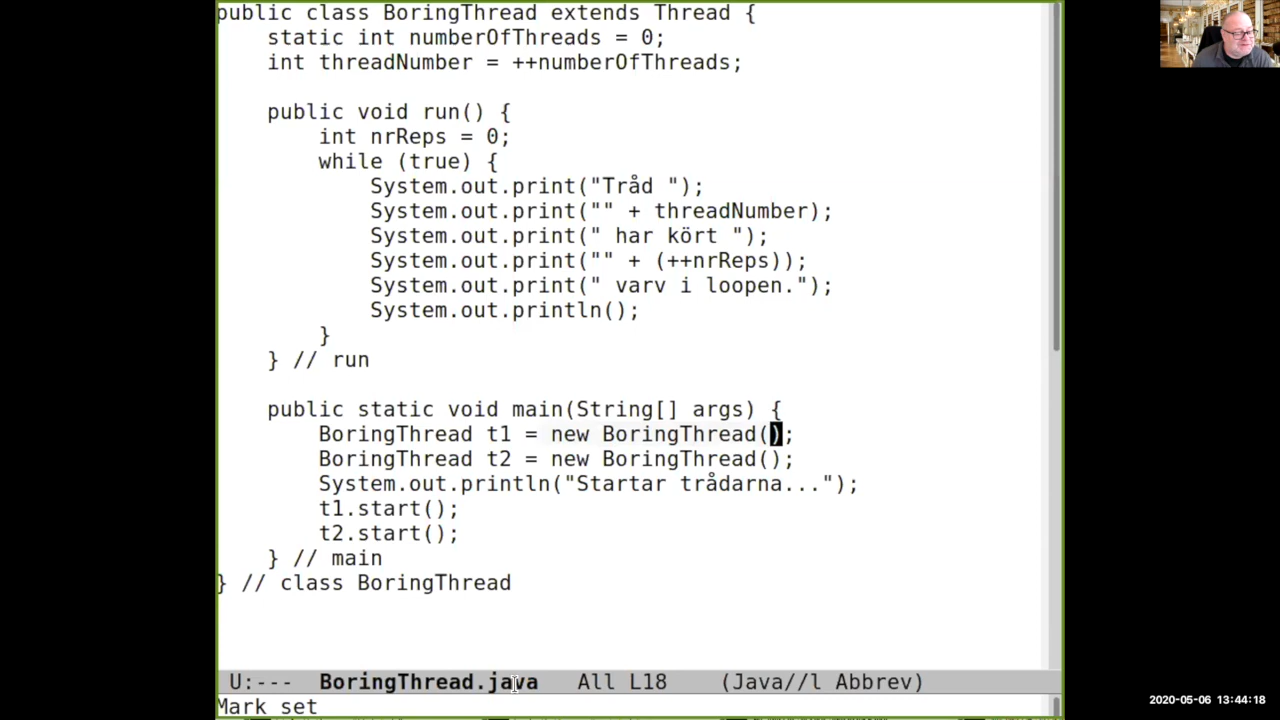 public class BoringThread extends Thread {
    static int numberOfThreads = 0;
    int threadNumber = ++numberOfThreads;

    public void run() {
        int nrReps = 0;
        while (true) {
            System.out.print("Tråd ");
            System.out.print("" + threadNumber);
            System.out.print(" har kört ");
            System.out.print("" + (++nrReps));
            System.out.print(" varv i loopen.");
            System.out.println();
        }
    } // run

    public static void main(String[] args) {
        BoringThread t1 = new BoringThread();
        BoringThread t2 = new BoringThread();
        System.out.println("Startar trådarna...");
        t1.start();
        t2.start();
    } // main
} // class BoringThread
U:--- BoringThread.java All L18 (Java//l Abbrev)
Mark set
2020-05-06 13:44:18